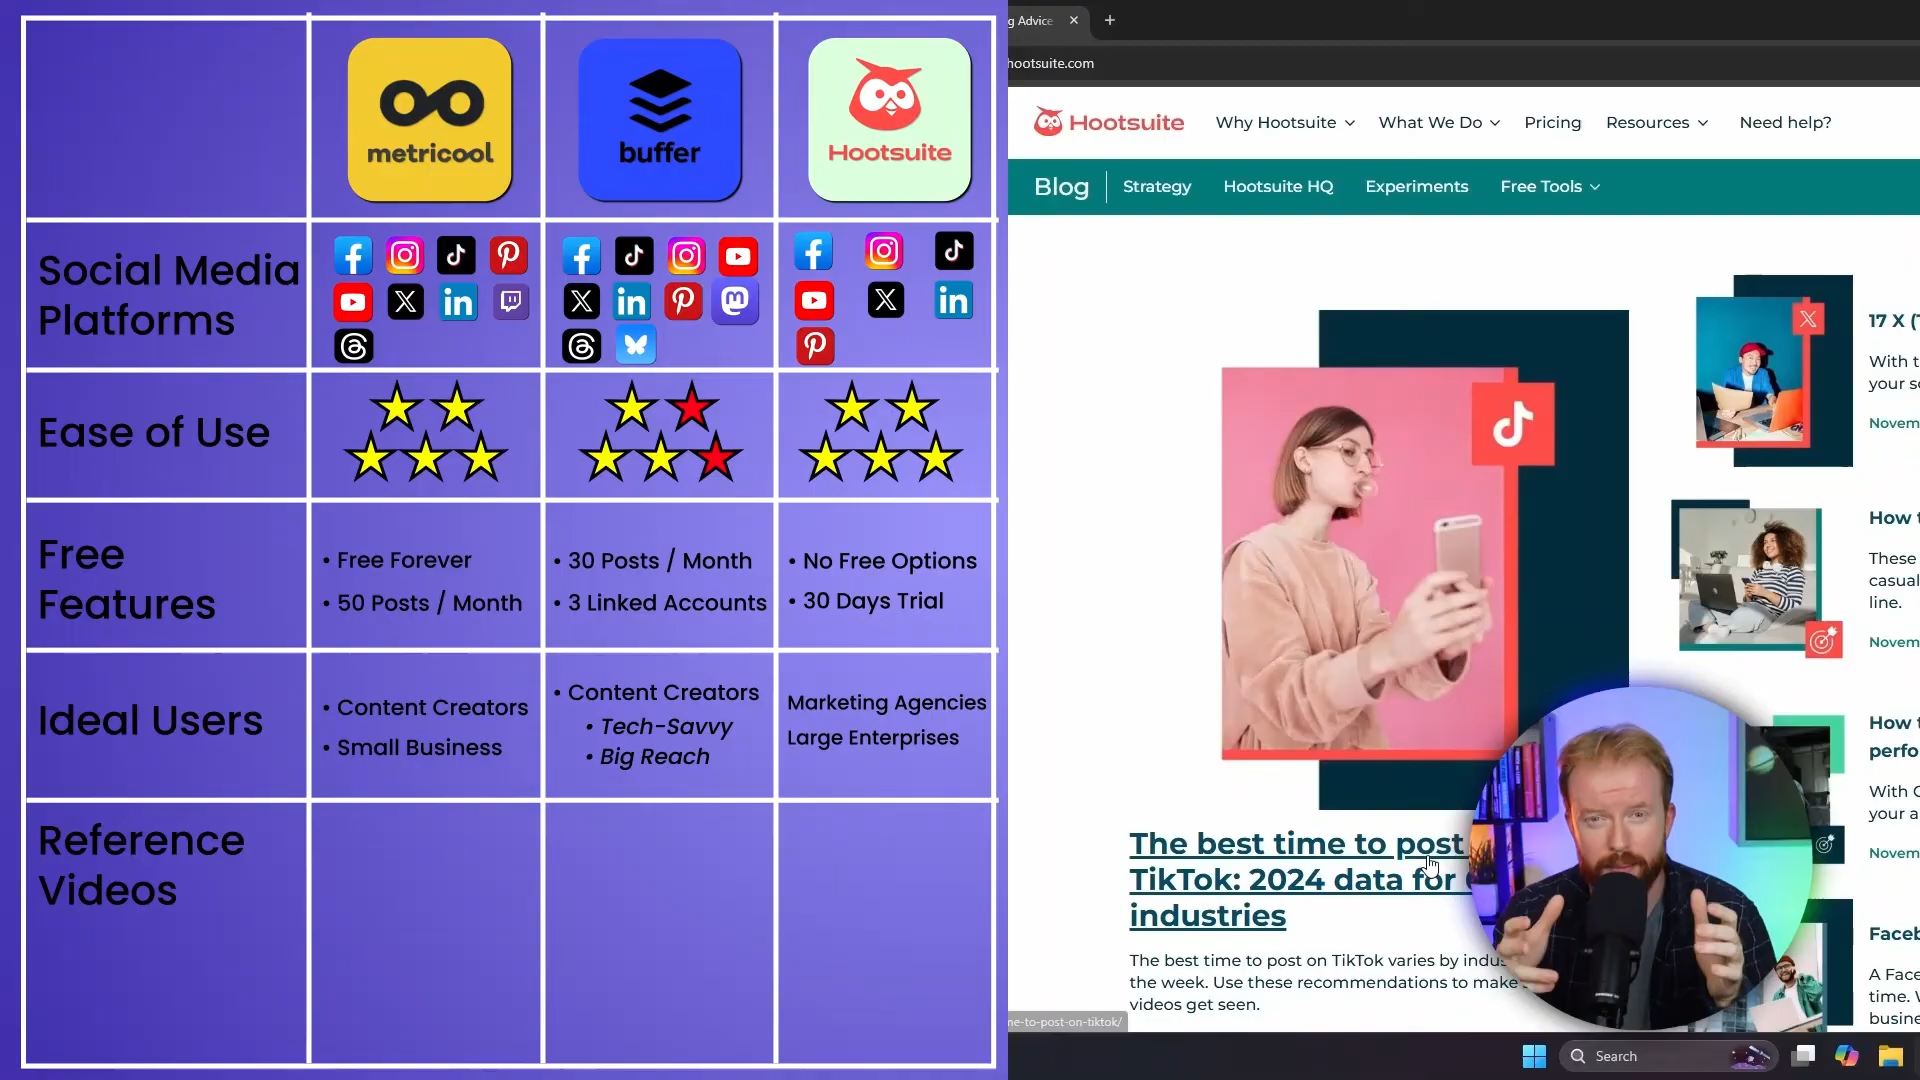 metricool
buffer
Hootsuite
Social Media
Platforms
Ease of Use
Free
Features
• Free Forever
• 50 Posts / Month
• 30 Posts / Month
• 3 Linked Accounts
• No Free Options
• 30 Days Trial
Ideal Users
• Content Creators
• Small Business
• Content Creators
• Tech-Savvy
• Big Reach
Marketing Agencies
Large Enterprises
Reference
Videos
g Advice
hootsuite.com
Hootsuite
Why Hootsuite
What We Do
Pricing
Resources
Need help?
Blog
Strategy
Hootsuite HQ
Experiments
Free Tools
The best time to post
TikTok: 2024 data for
industries
The best time to post on TikTok varies by
the week. Use these recommendations to make
videos get seen.
17 X (
With t
your s
Novem
How t
These
casual
line.
Novem
How t
perfo
With
your a
Novem
Faceb
A Face
time.
busine
me-to-post-on-tiktok/
Search